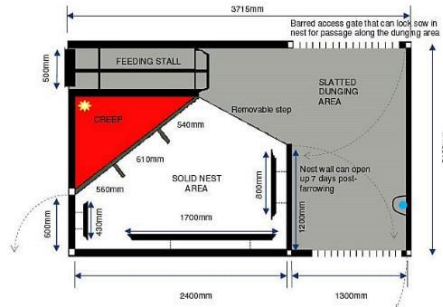 3715mm
Barred access gate that can lock sow in
nest for passage along the dunging area
500mm
FEEDING STALL
SLATTED
DUNGING
AREA
CREEP
540mm
Removable step
610mm
560mm
SOLID NEST
AREA
Nest wall can open
up 7 days post-
farrowing
800mm
1200mm
600mm
430mm
1700mm
2400mm
1300mm